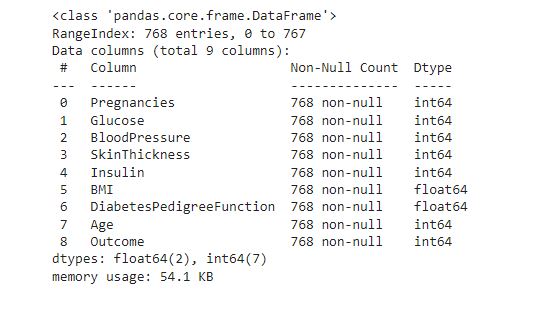 <class 'pandas.core.frame.DataFrame'>
RangeIndex: 768 entries, 0 to 767
Data columns (total 9 columns):
 #   Column                    Non-Null Count  Dtype
---  ------                    --------------  -----
 0   Pregnancies               768 non-null    int64
 1   Glucose                   768 non-null    int64
 2   BloodPressure             768 non-null    int64
 3   SkinThickness             768 non-null    int64
 4   Insulin                   768 non-null    int64
 5   BMI                       768 non-null    float64
 6   DiabetesPedigreeFunction  768 non-null    float64
 7   Age                       768 non-null    int64
 8   Outcome                   768 non-null    int64
dtypes: float64(2), int64(7)
memory usage: 54.1 KB